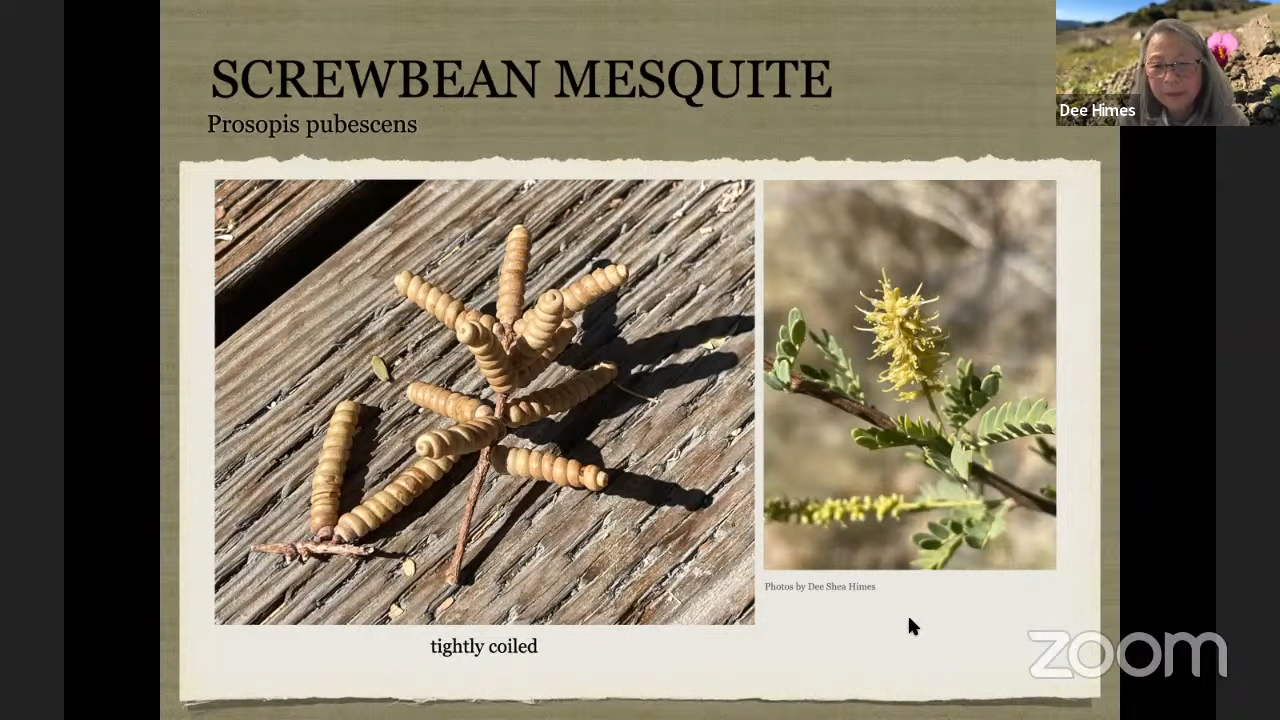 SCREWBEAN MESQUITE
Prosopis pubescens
Dee Himes
Photos by Dee Shea Himes
tightly coiled
zoom